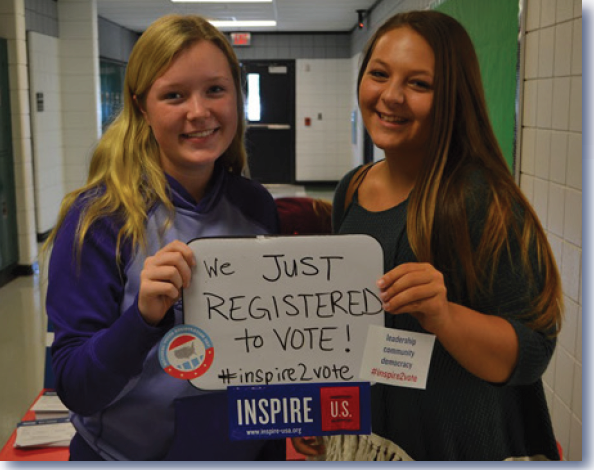 We JUST
REGISTERED
to VOTE!
#inspire2vote
leadership
community
democracy
#inspire2vote
INSPIRE U.S.
www.inspire-usa.org